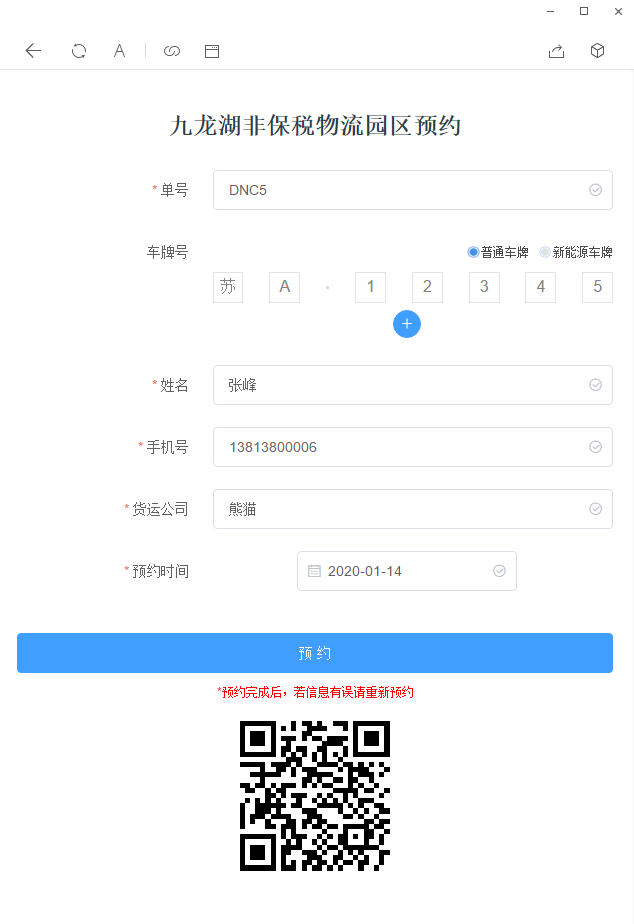 九龙湖非保税物流园区预约
* 单号 DNC5
车牌号 普通车牌 新能源车牌
苏 A · 1 2 3 4 5
+
* 姓名 张峰
* 手机号 13813800006
* 货运公司 熊猫
* 预约时间 2020-01-14
预 约
*预约完成后，若信息有误请重新预约